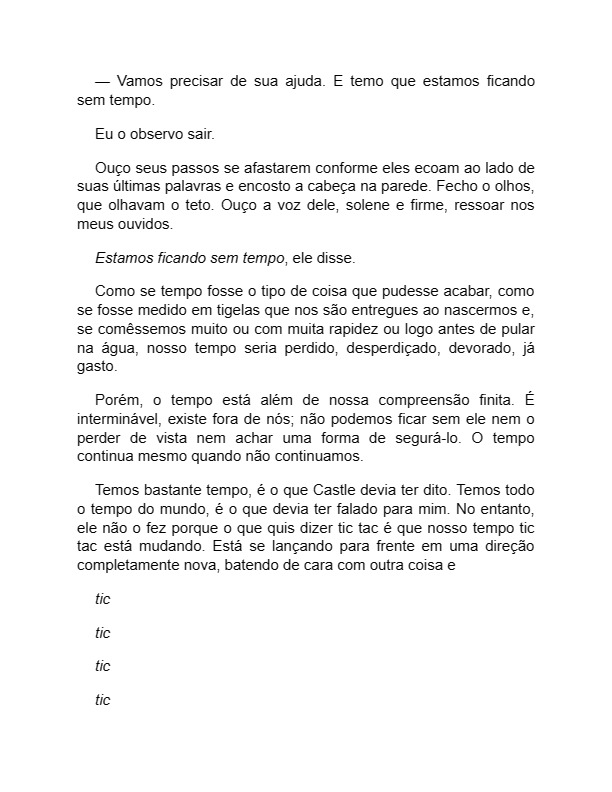 — Vamos precisar de sua ajuda. E temo que estamos ficando
sem tempo.
Eu o observo sair.
Ouço seus passos se afastarem conforme eles ecoam ao lado de
suas últimas palavras e encosto a cabeça na parede. Fecho o olhos,
que olhavam o teto. Ouço a voz dele, solene e firme, ressoar nos
meus ouvidos.
Estamos ficando sem tempo, ele disse.
Como se tempo fosse o tipo de coisa que pudesse acabar, como
se fosse medido em tigelas que nos são entregues ao nascermos e,
se comêssemos muito ou com muita rapidez ou logo antes de pular
na água, nosso tempo seria perdido, desperdiçado, devorado, já
gasto.
Porém, o tempo está além de nossa compreensão finita. É
interminável, existe fora de nós; não podemos ficar sem ele nem o
perder de vista nem achar uma forma de segurá-lo. O tempo
continua mesmo quando não continuamos.
Temos bastante tempo, é o que Castle devia ter dito. Temos todo
o tempo do mundo, é o que devia ter falado para mim. No entanto,
ele não o fez porque o que quis dizer tic tac é que nosso tempo tic
tac está mudando. Está se lançando para frente em uma direção
completamente nova, batendo de cara com outra coisa e
tic
tic
tic
tic